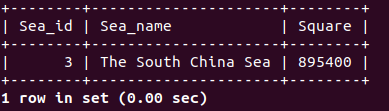 +--------+---------------------+--------+
| Sea_id | Sea_name            | Square |
+--------+---------------------+--------+
|      3 | The South China Sea | 895400 |
+--------+---------------------+--------+
1 row in set (0.00 sec)